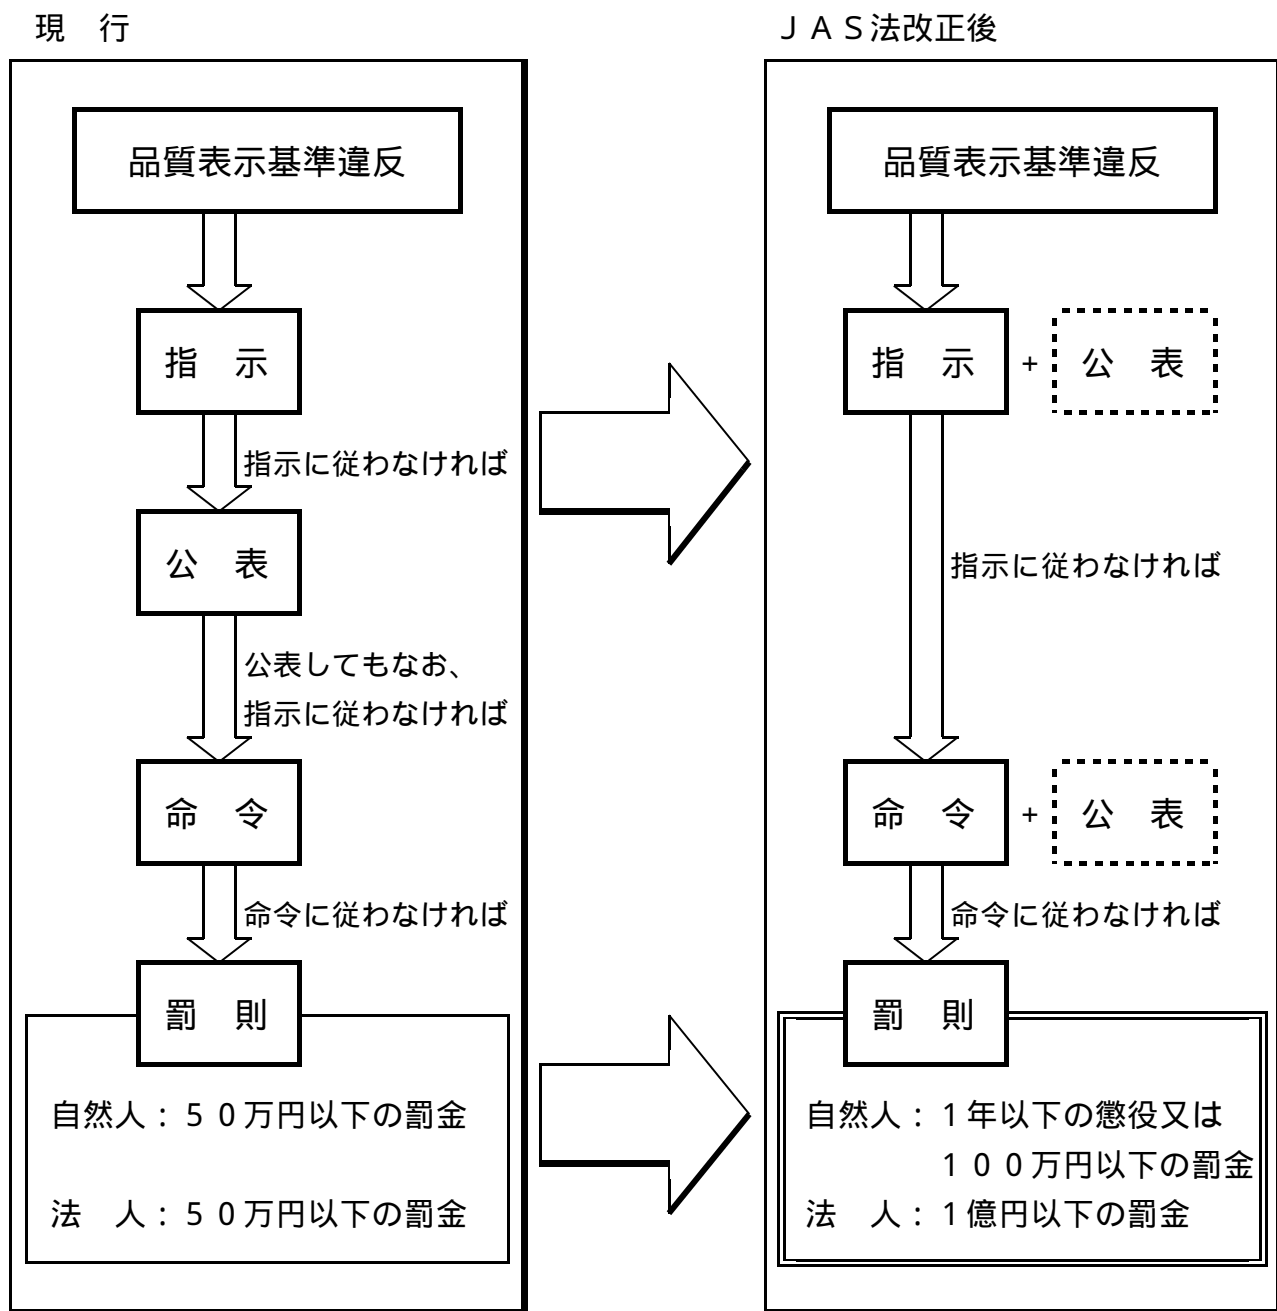 現　行
品質表示基準違反
指　示
指示に従わなければ
公　表
公表してもなお、
指示に従わなければ
命　令
命令に従わなければ
罰　則
自然人：５０万円以下の罰金
法　人：５０万円以下の罰金
ＪＡＳ法改正後
品質表示基準違反
指　示 + 公　表
指示に従わなければ
命　令 + 公　表
命令に従わなければ
罰　則
自然人：１年以下の懲役又は
１００万円以下の罰金
法　人：１億円以下の罰金